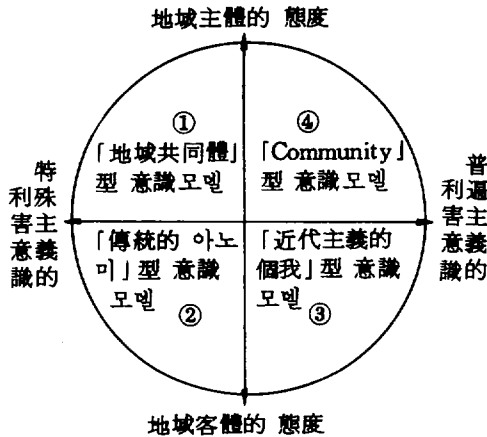 地域主體的 態度
①
「地域共同體」
型 意識모델
④
「Community」
型 意識모델
特殊主義的
利害意識
普遍主義的
利害意識
「傳統的 아노
미」型 意識
모델
②
「近代主義的
個我」型 意識
모델
③
地域客體的 態度